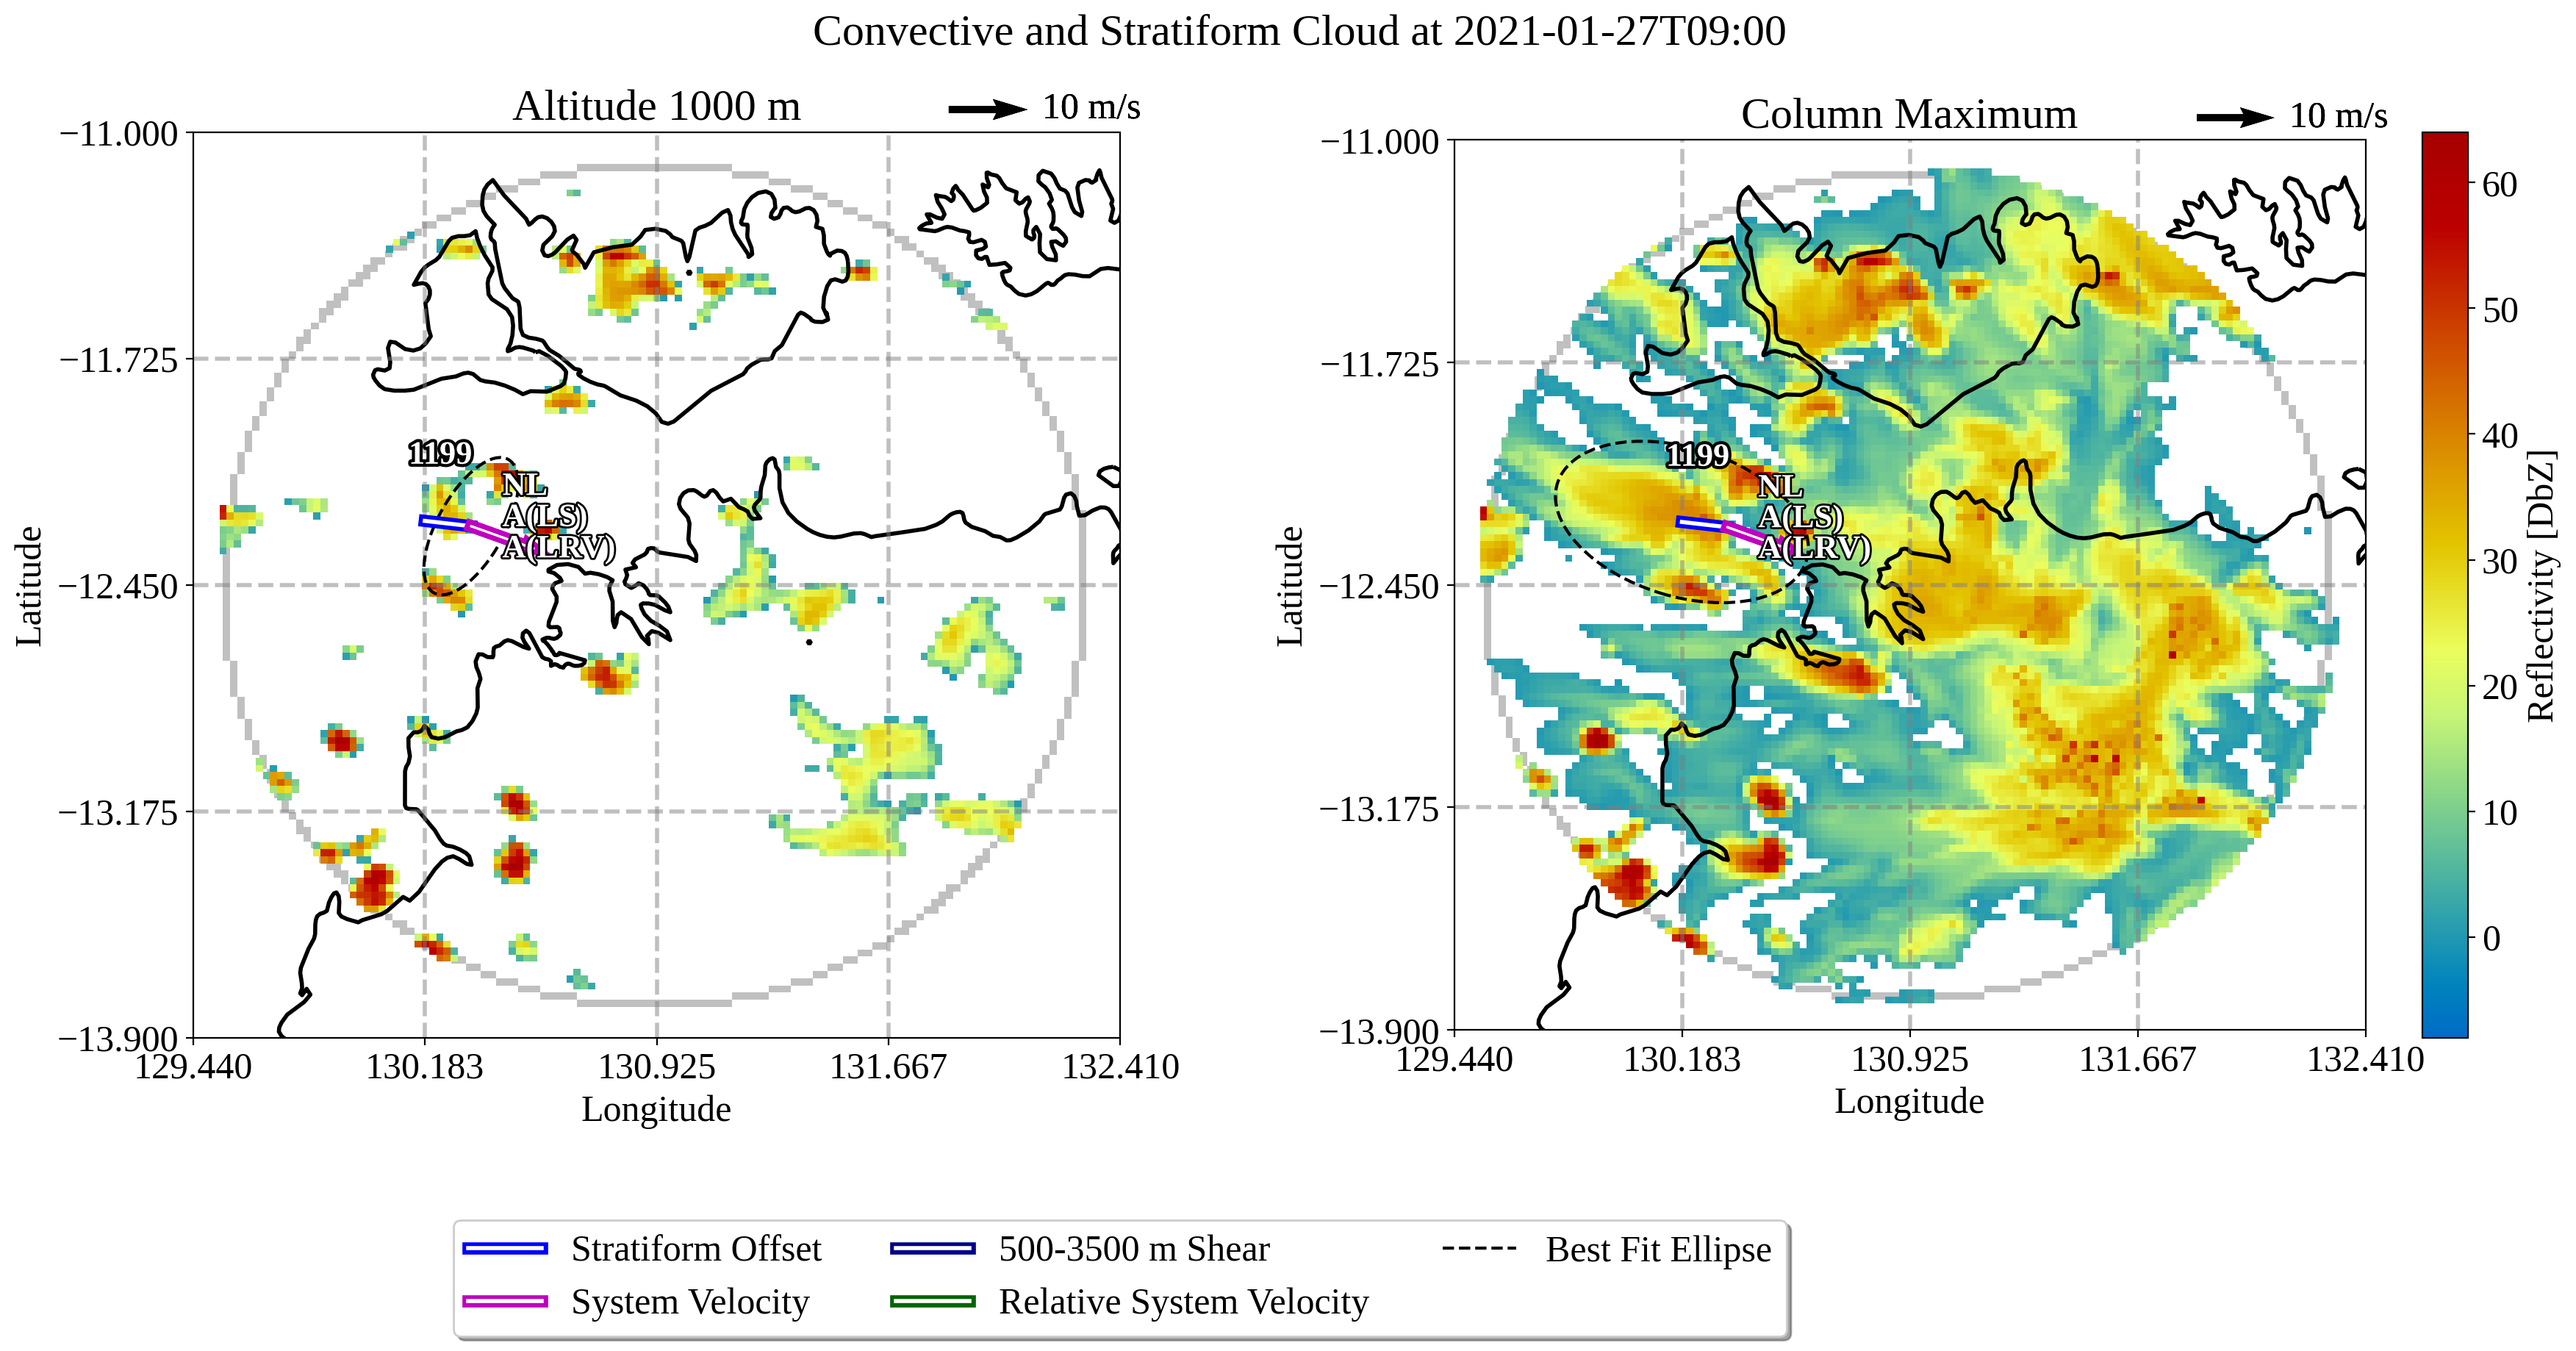 Convective and Stratiform Cloud at 2021-01-27T09:00
Altitude 1000 m
10 m/s
−11.000
−11.725
−12.450
−13.175
−13.900
Latitude
129.440
130.183
130.925
131.667
132.410
Longitude
1199
NL
A(LS)
A(LRV)
Column Maximum
10 m/s
−11.000
−11.725
−12.450
−13.175
−13.900
Latitude
129.440
130.183
130.925
131.667
132.410
Longitude
1199
NL
A(LS)
A(LRV)
60
50
40
30
20
10
0
Reflectivity [DbZ]
Stratiform Offset
System Velocity
500-3500 m Shear
Relative System Velocity
Best Fit Ellipse